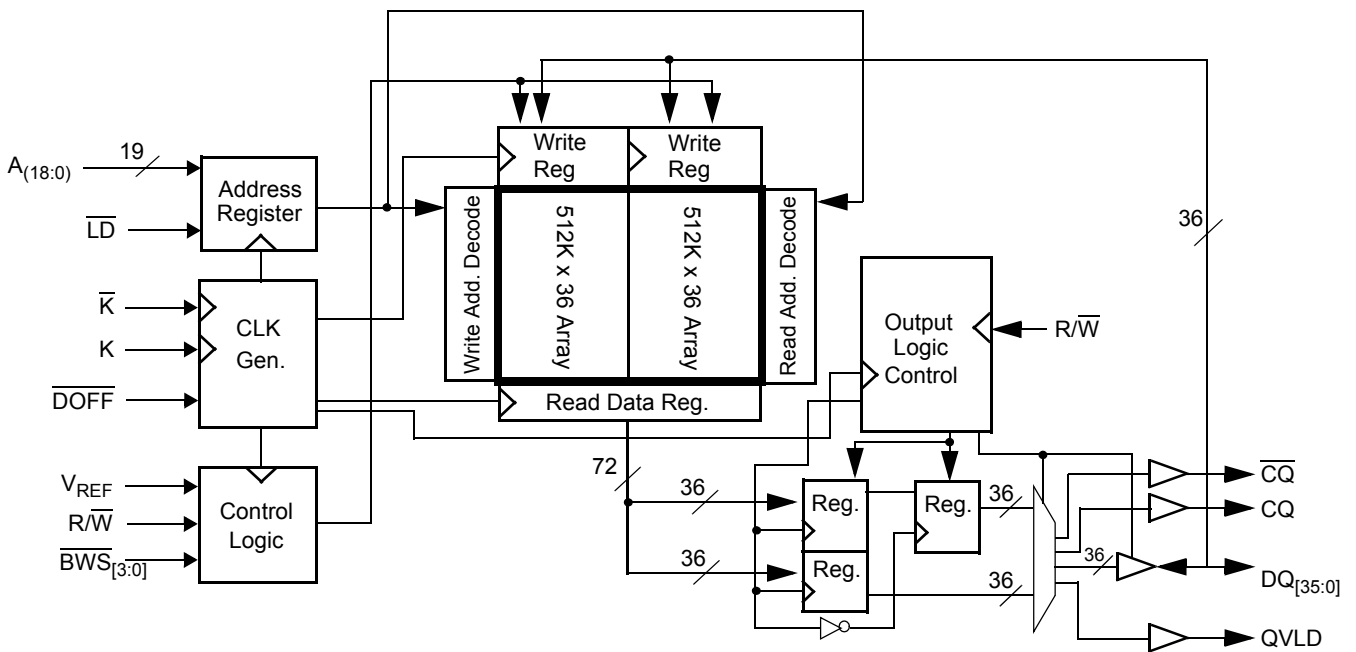 A(18:0)
19
LD
K
K
DOFF
VREF
R/W
BWS[3:0]
Address
Register
CLK
Gen.
Control
Logic
Write
Reg
Write
Reg
Write Add. Decode
512K x 36 Array
512K x 36 Array
Read Add. Decode
Read Data Reg.
72
36
36
Output
Logic
Control
R/W
36
Reg.
Reg.
Reg.
36
36
36
CQ
CQ
DQ[35:0]
QVLD